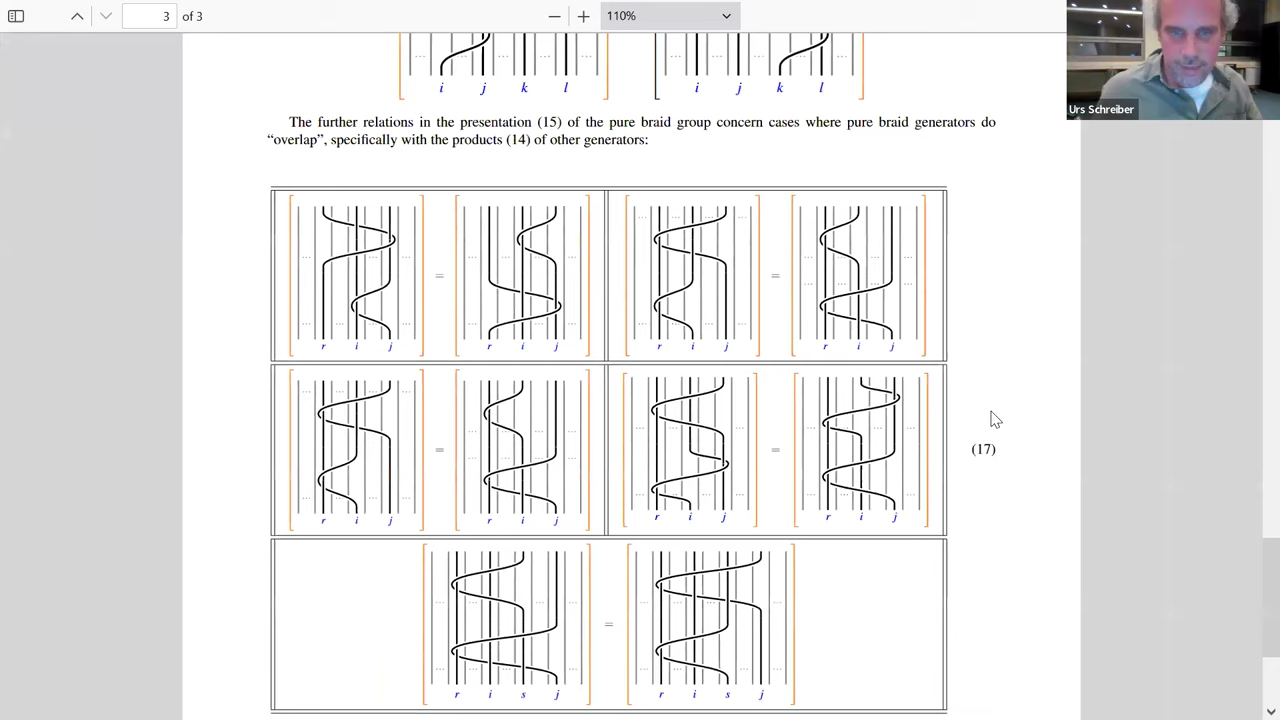 3 of 3
110%
Urs Schreiber
... ... ... ... ...
i j k l
i j k l
The further relations in the presentation (15) of the pure braid group concern cases where pure braid generators do
“overlap”, specifically with the products (14) of other generators:
r i j = r i j
r i j = r i j
r i j = r i j
r i j = r i j
(17)
r i s j = r i s j